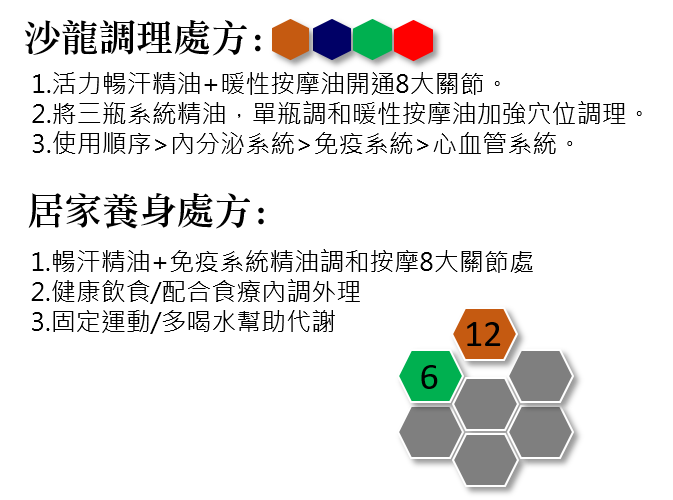 沙龍調理處方:
1.活力暢汗精油+暖性按摩油開通8大關節。
2.將三瓶系統精油，單瓶調和暖性按摩油加強穴位調理。
3.使用順序>內分泌系統>免疫系統>心血管系統。
居家養身處方:
1.暢汗精油+免疫系統精油調和按摩8大關節處
2.健康飲食/配合食療內調外理
3.固定運動/多喝水幫助代謝
12
6